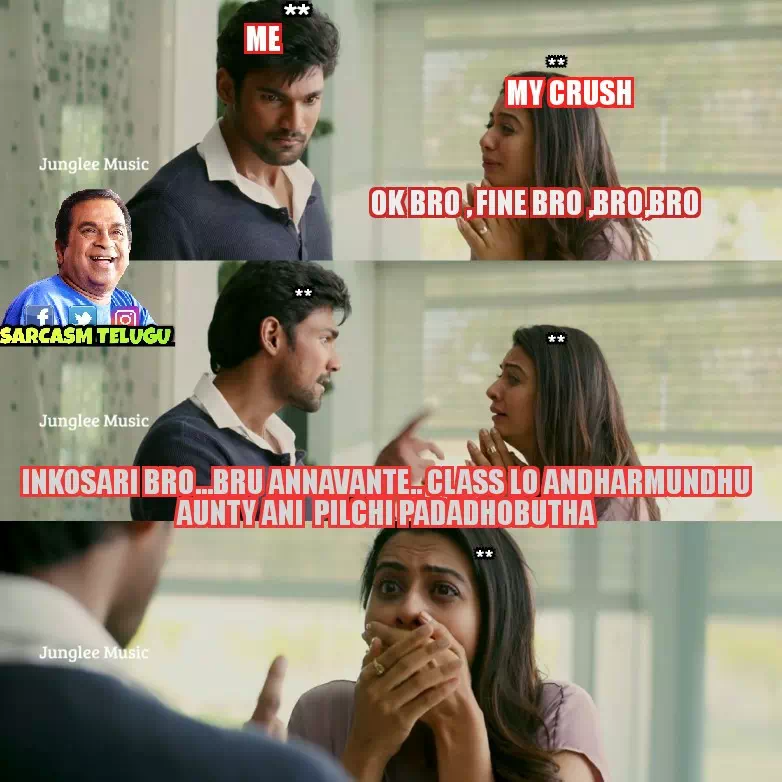 **
ME
**
MY CRUSH
Junglee Music
OK BRO , FINE BRO ,BRO,BRO
**
f
SARCASM TELUGU
**
Junglee Music
INKOSARI BRO...BRU ANNAVANTE.. CLASS LO ANDHARMUNDHU
AUNTY ANI PILCHI PADADHOBUTHA
**
Junglee Music